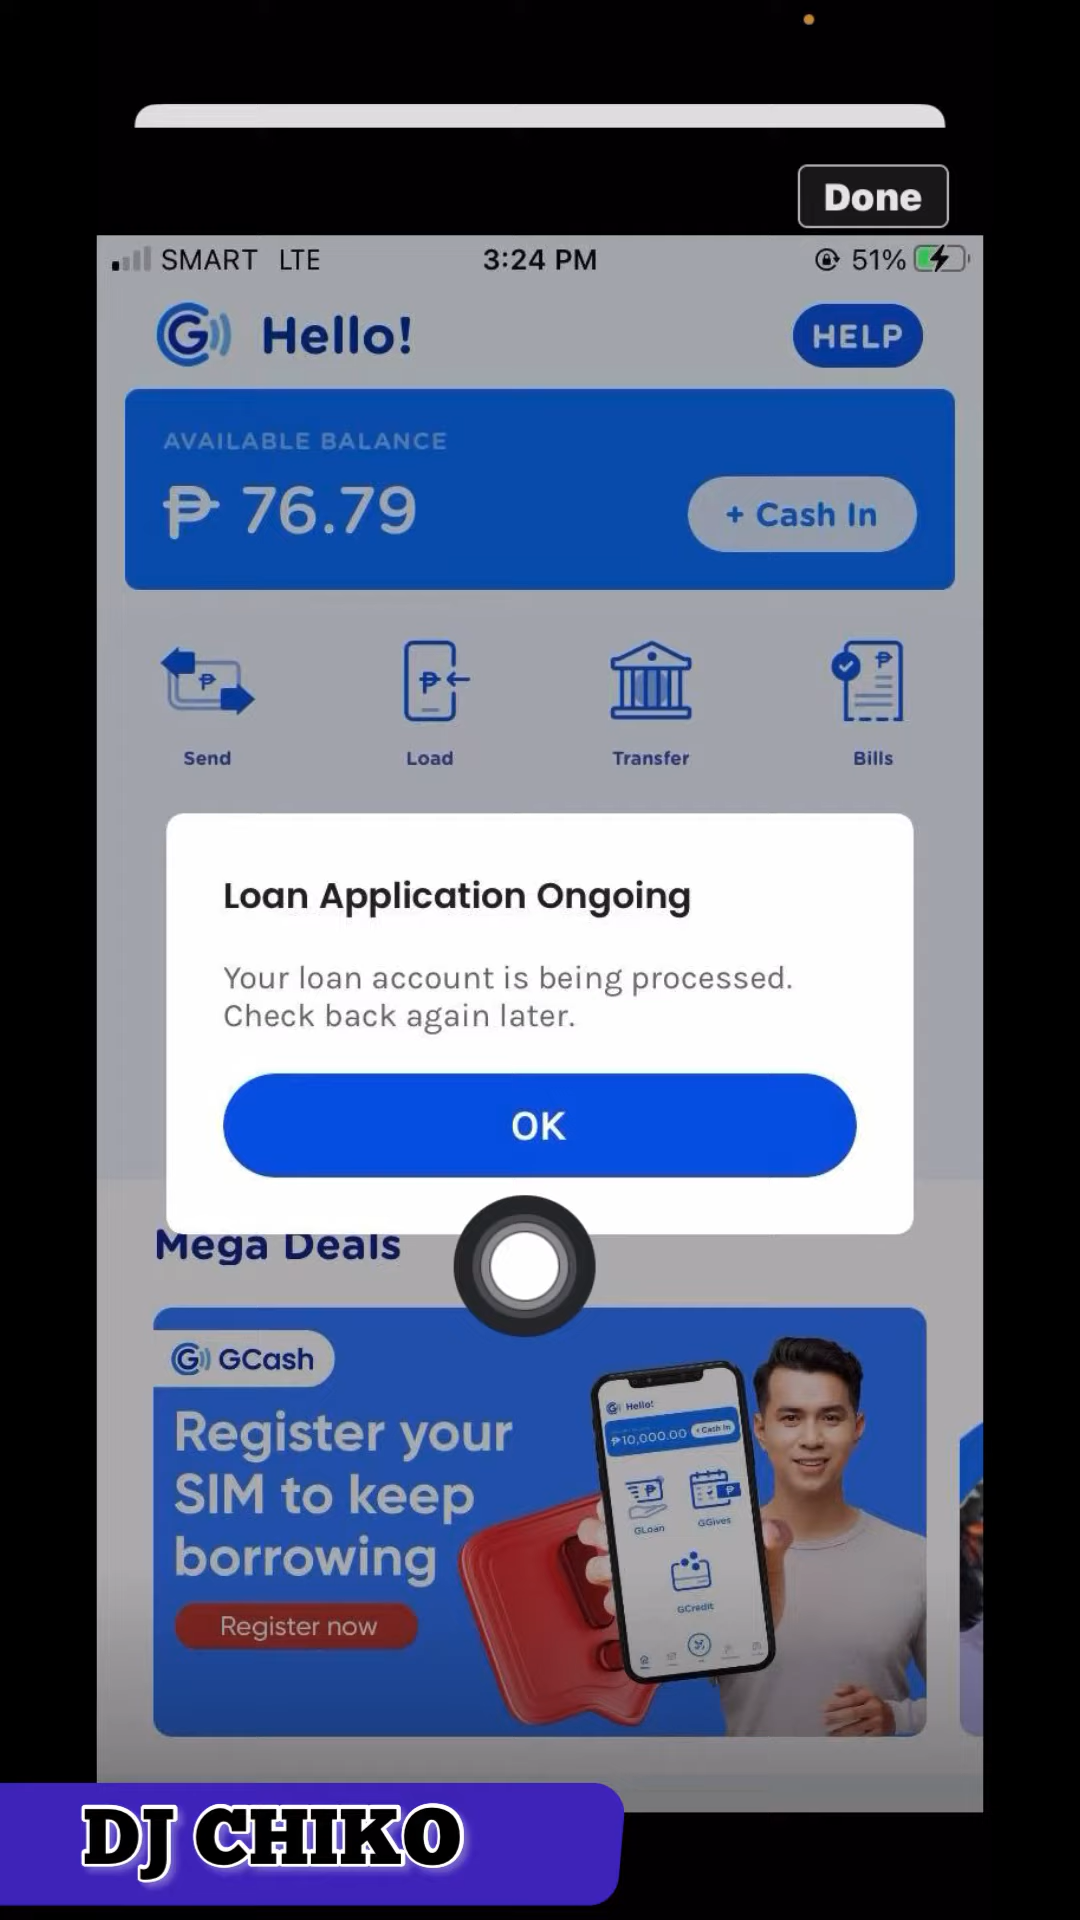 Done
SMART LTE 3:24 PM 51%
Hello! HELP
AVAILABLE BALANCE
₱ 76.79 + Cash In
Send Load Transfer Bills
Loan Application Ongoing
Your loan account is being processed.
Check back again later.
OK
Mega Deals
GCash
Register your
SIM to keep
borrowing
Register now
Hello!
₱10,000.00 + Cash In
GLoan GGives
GCredit
DJ CHIKO